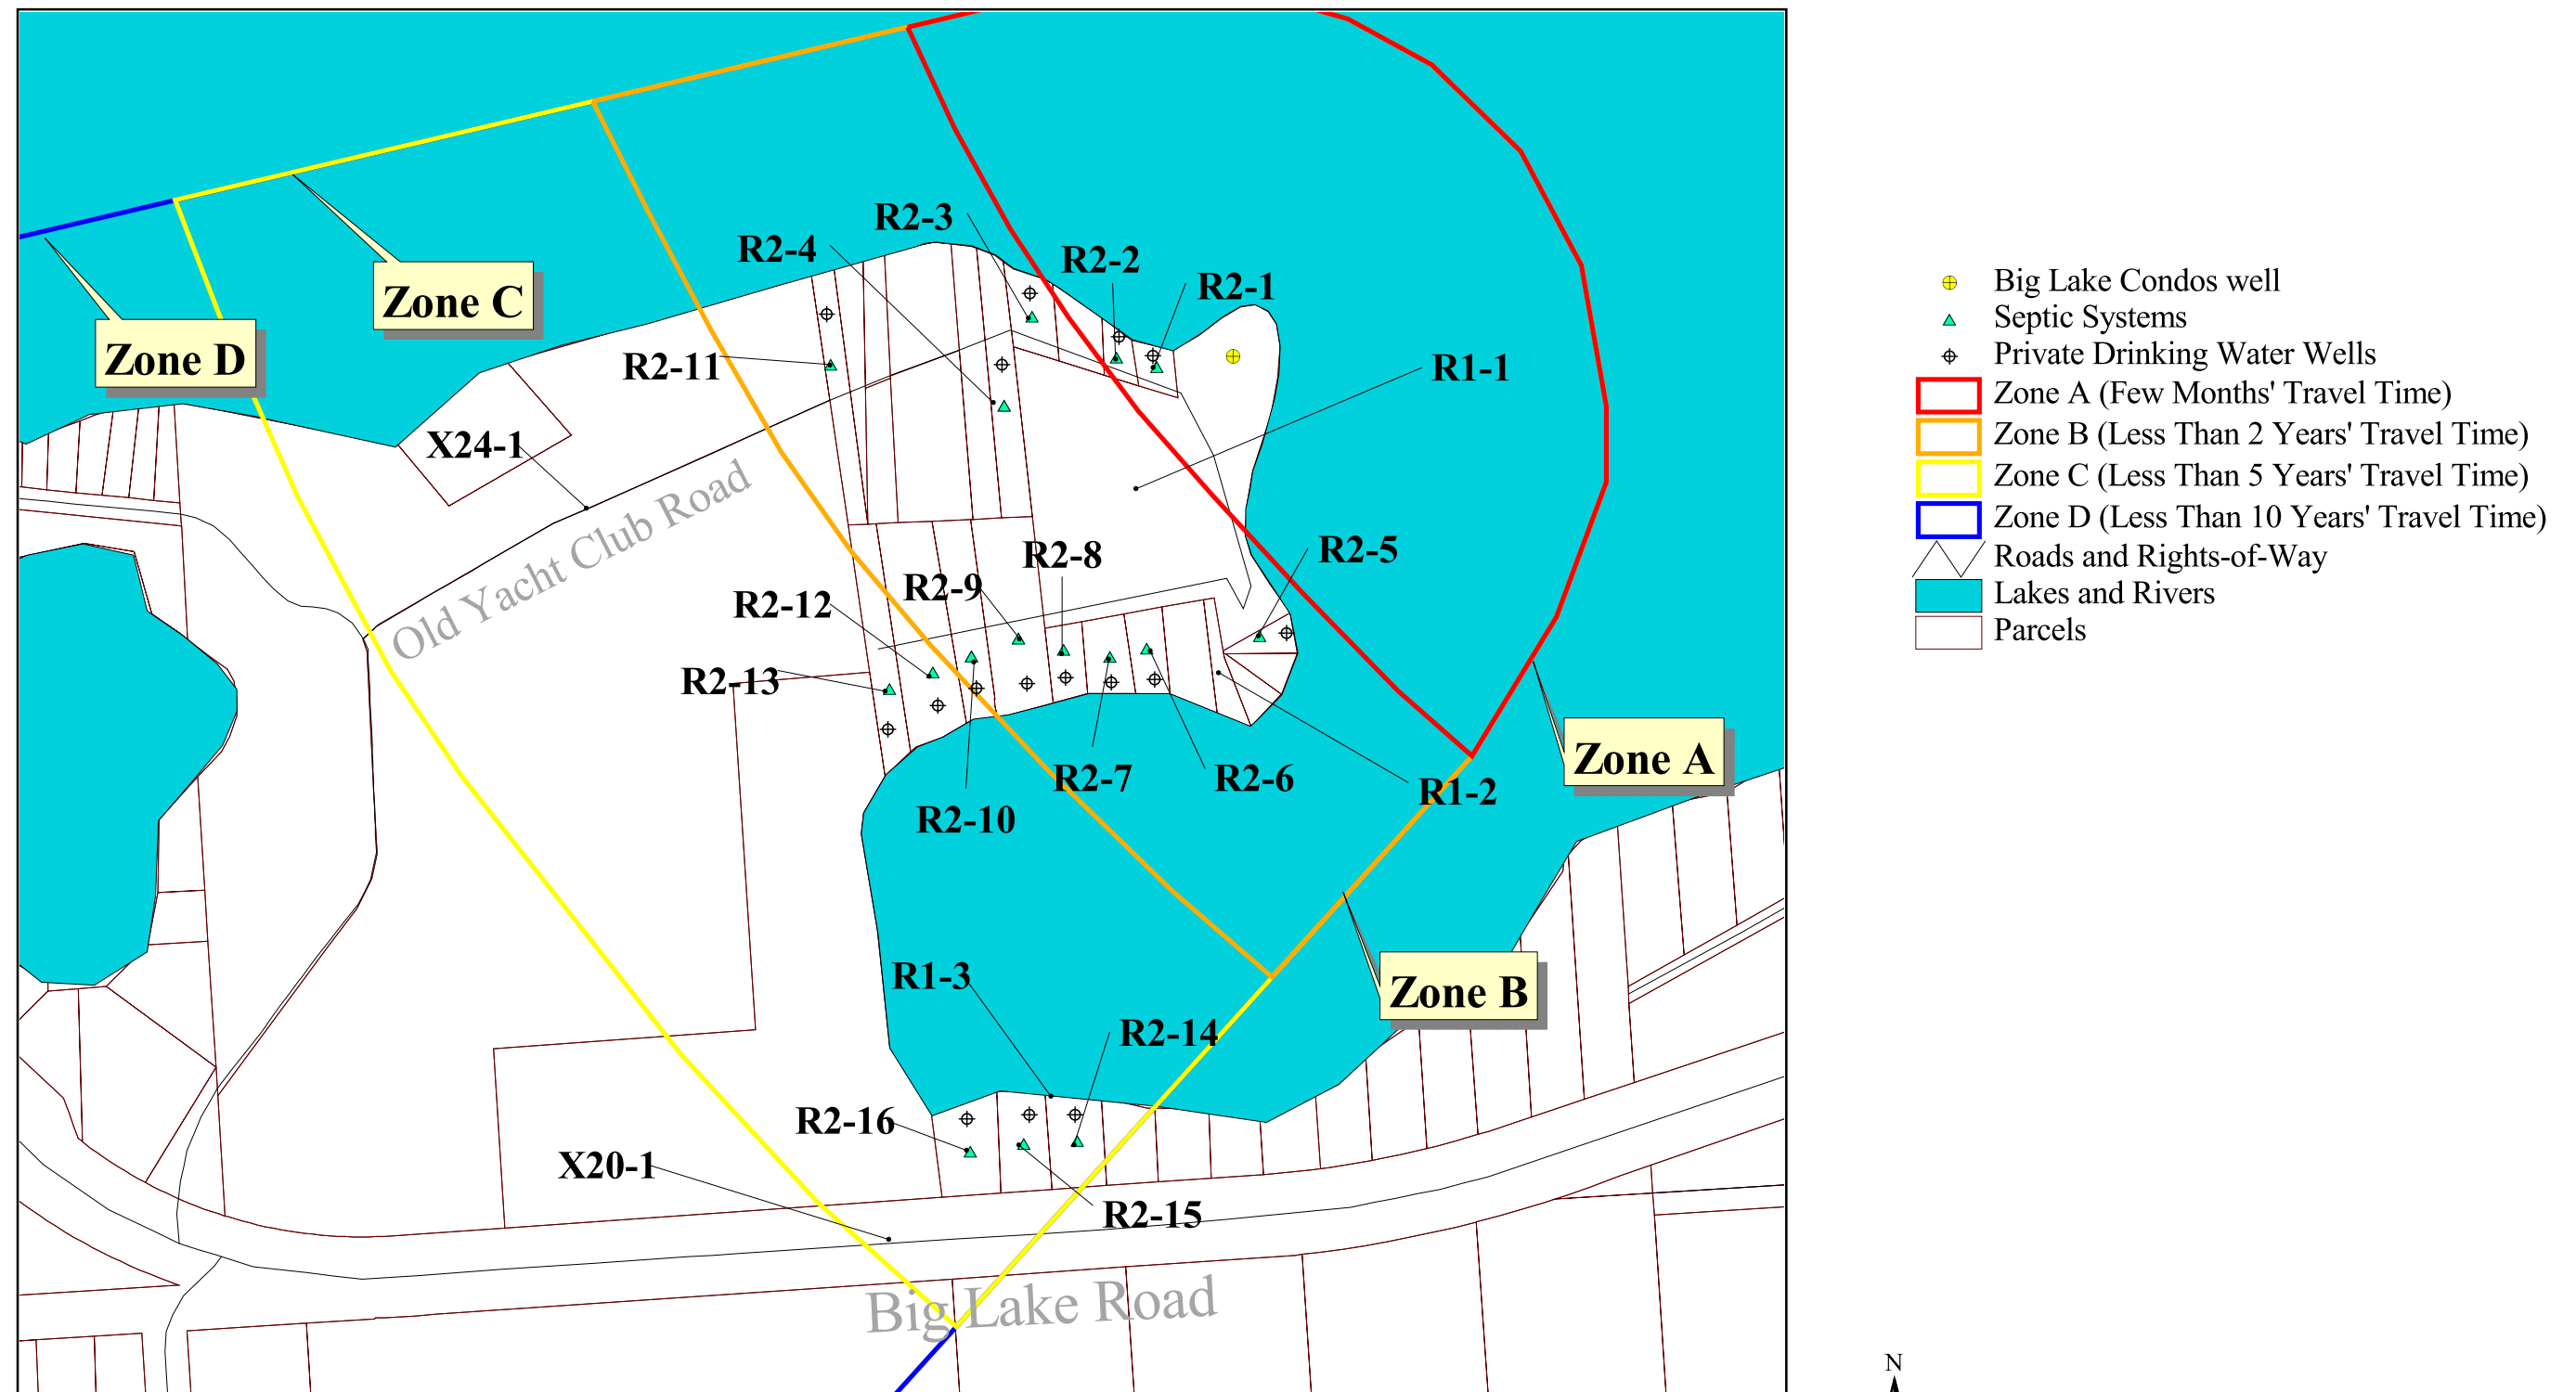 R2-3
R2-4
R2-2
R2-1
Zone C
Zone D
R2-11
R1-1
X24-1
Old Yacht Club Road
R2-8
R2-5
R2-9
R2-12
R2-13
R2-7
R2-6
R1-2
R2-10
Zone A
R1-3
Zone B
R2-14
R2-16
X20-1
R2-15
Big Lake Road
Big Lake Condos well
Septic Systems
Private Drinking Water Wells
Zone A (Few Months' Travel Time)
Zone B (Less Than 2 Years' Travel Time)
Zone C (Less Than 5 Years' Travel Time)
Zone D (Less Than 10 Years' Travel Time)
Roads and Rights-of-Way
Lakes and Rivers
Parcels
N